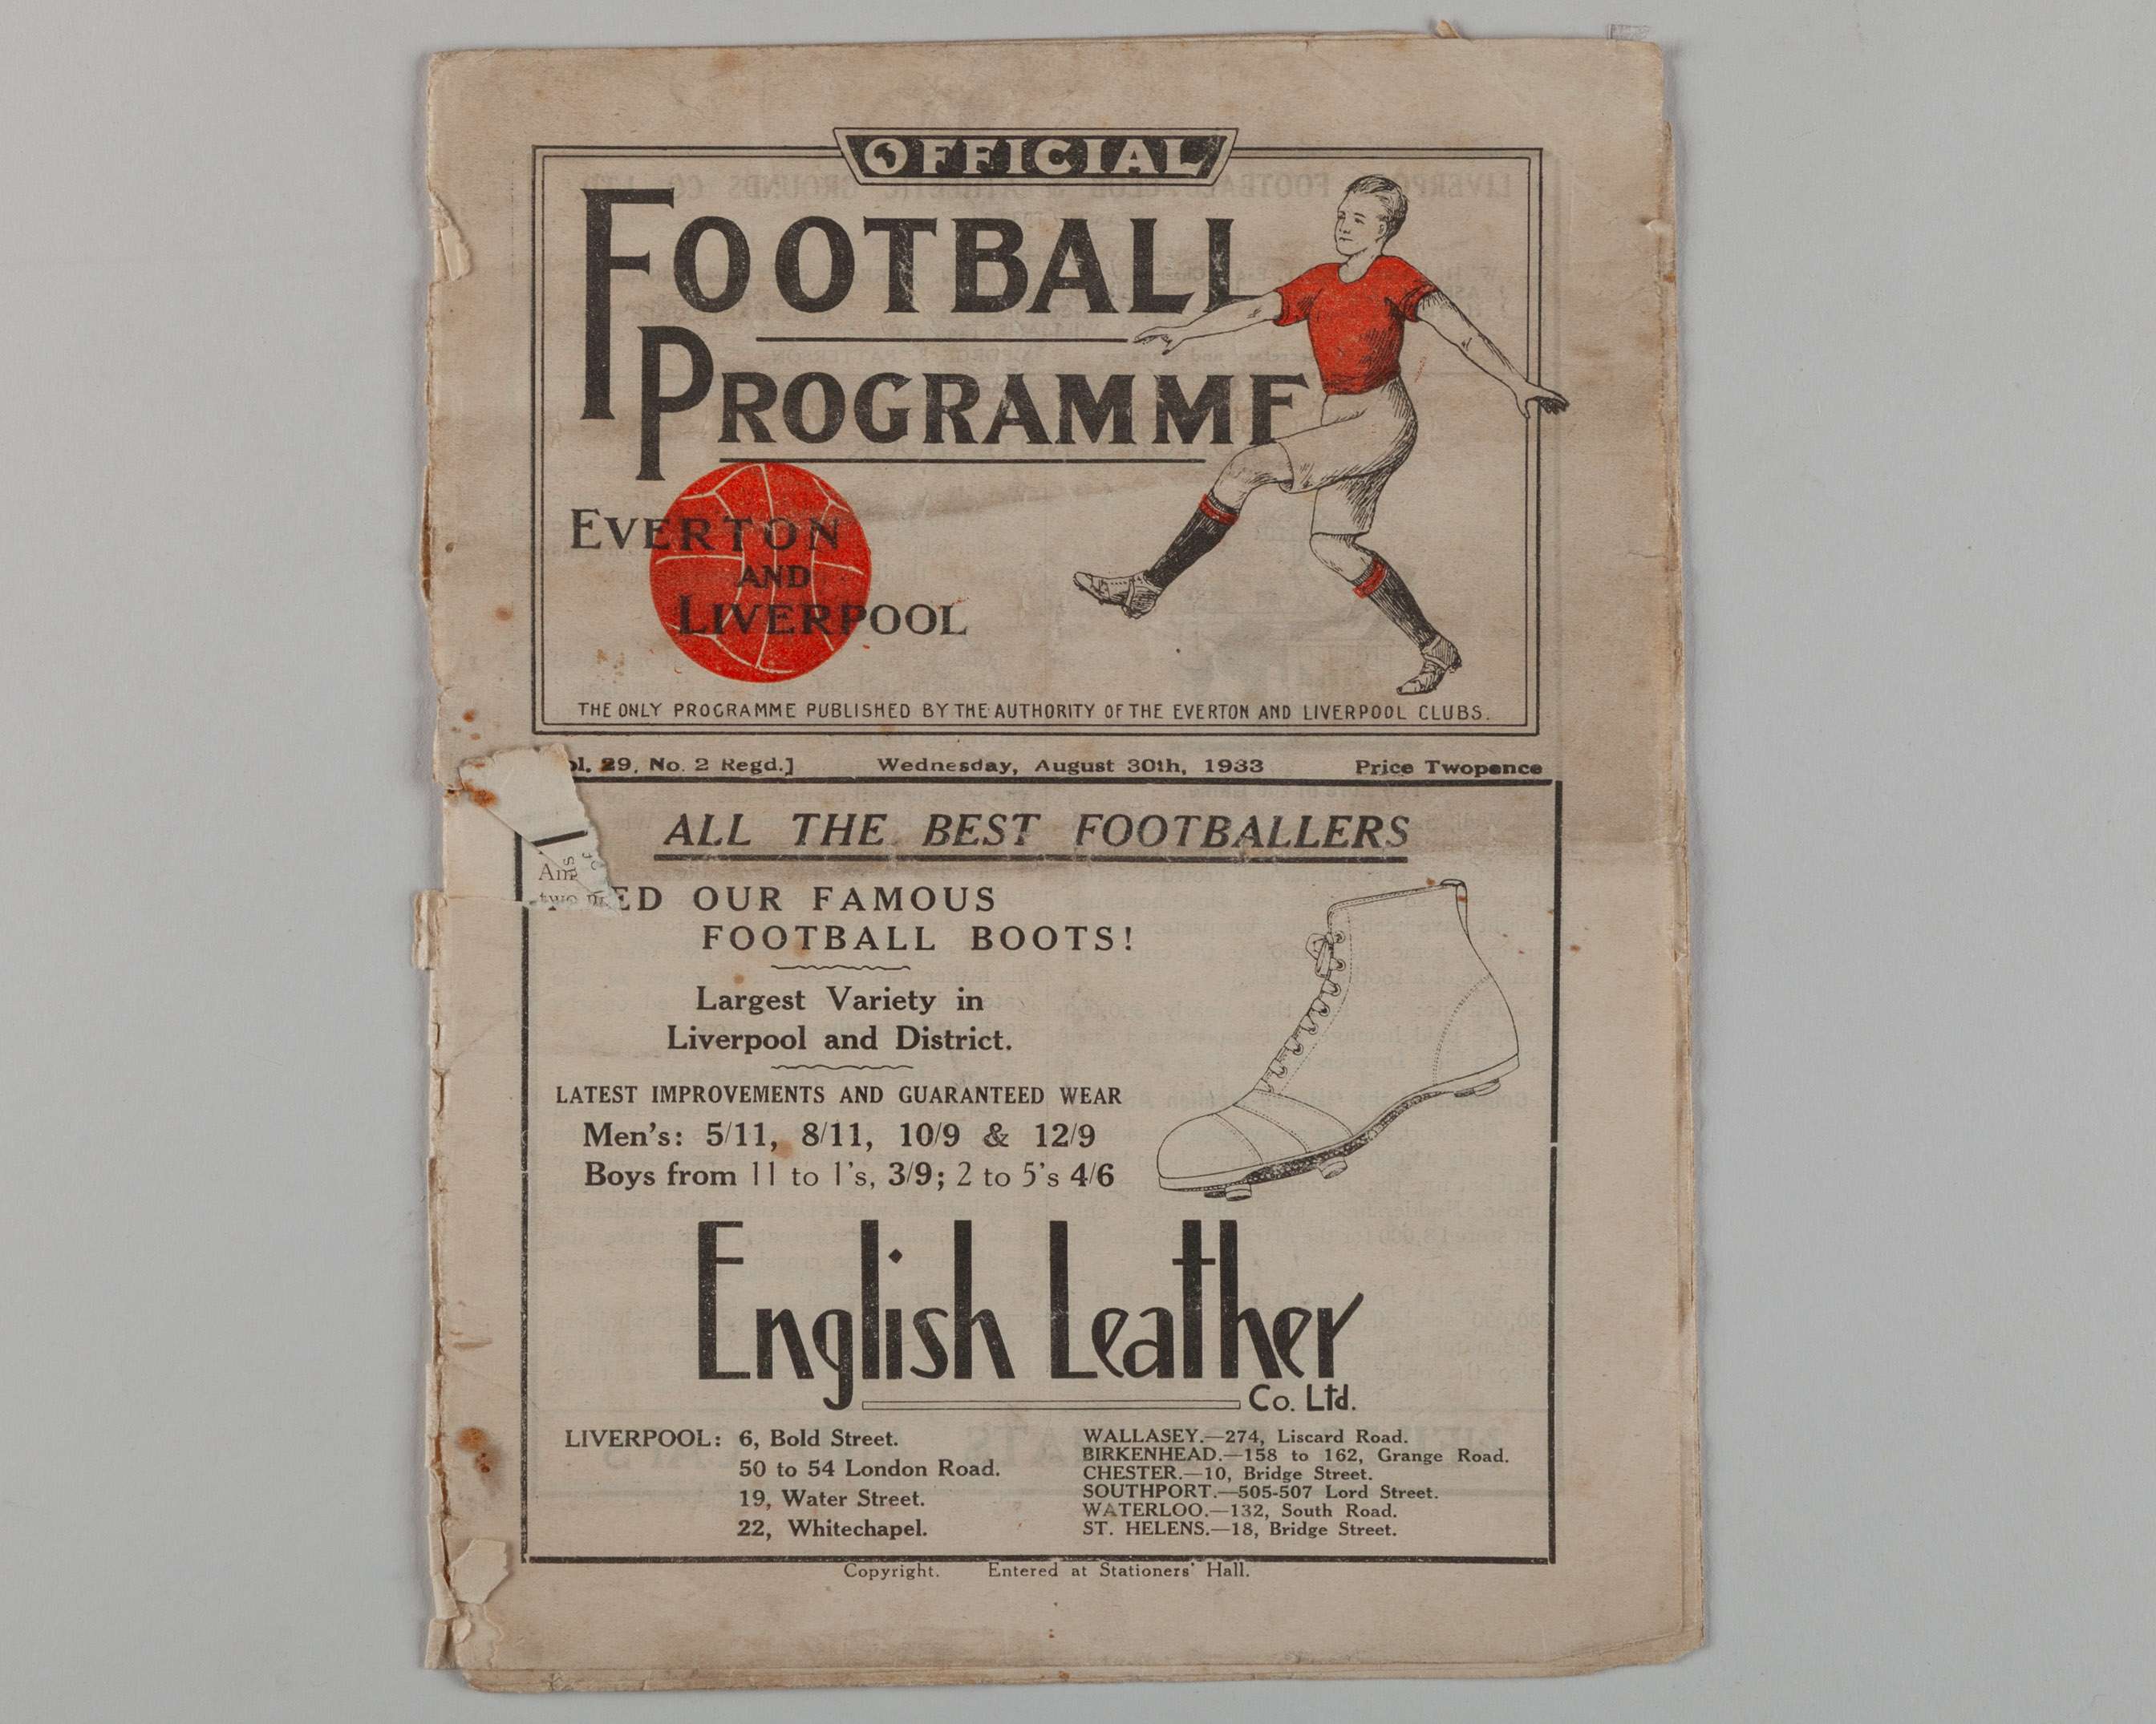 OFFICIAL
FOOTBALL
PROGRAMME
EVERTON
AND
LIVERPOOL
THE ONLY PROGRAMME PUBLISHED BY THE AUTHORITY OF THE EVERTON AND LIVERPOOL CLUBS.
ol. 29, No. 2 Regd.] Wednesday, August 30th, 1933 Price Twopence
ALL THE BEST FOOTBALLERS
ED OUR FAMOUS
FOOTBALL BOOTS!
Largest Variety in
Liverpool and District.
LATEST IMPROVEMENTS AND GUARANTEED WEAR
Men's: 5/11, 8/11, 10/9 & 12/9
Boys from 11 to 1's, 3/9; 2 to 5's 4/6
English Leather
Co. Ltd.
LIVERPOOL: 6, Bold Street.
50 to 54 London Road.
19, Water Street.
22, Whitechapel.
WALLASEY.—274, Liscard Road.
BIRKENHEAD.—158 to 162, Grange Road.
CHESTER.—10, Bridge Street.
SOUTHPORT.—505-507 Lord Street.
WATERLOO.—132, South Road.
ST. HELENS.—18, Bridge Street.
Copyright. Entered at Stationers' Hall.